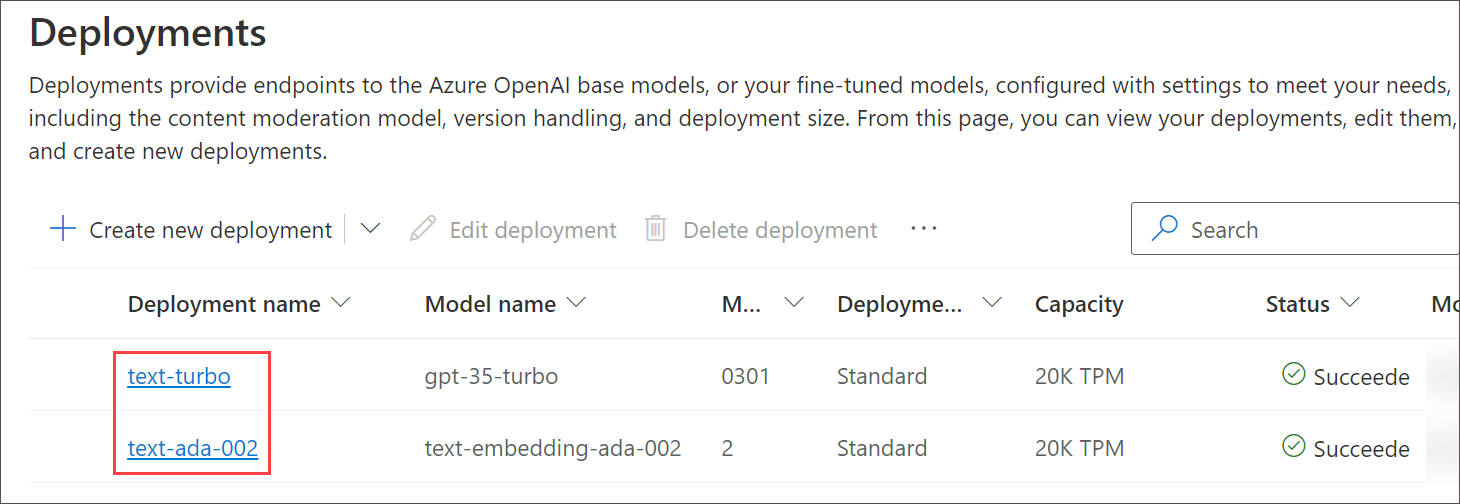 Deployments
Deployments provide endpoints to the Azure OpenAI base models, or your fine-tuned models, configured with settings to meet your needs,
including the content moderation model, version handling, and deployment size. From this page, you can view your deployments, edit them,
and create new deployments.
Create new deployment Edit deployment Delete deployment ... Search
Deployment name Model name M... Deployme... Capacity Status Mo
text-turbo gpt-35-turbo 0301 Standard 20K TPM Succeede
text-ada-002 text-embedding-ada-002 2 Standard 20K TPM Succeede